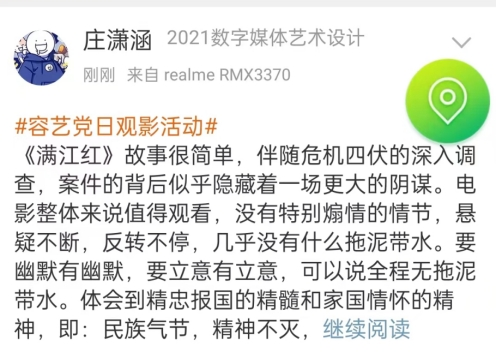 庄潇涵 2021数字媒体艺术设计
刚刚 来自 realme RMX3370
#容艺党日观影活动#
《满江红》故事很简单，伴随危机四伏的深入调
查，案件的背后似乎隐藏着一场更大的阴谋。电
影整体来说值得观看，没有特别煽情的情节，悬
疑不断，反转不停，几乎没有什么拖泥带水。要
幽默有幽默，要立意有立意，可以说全程无拖泥
带水。体会到精忠报国的精髓和家国情怀的精
神，即：民族气节，精神不灭，继续阅读